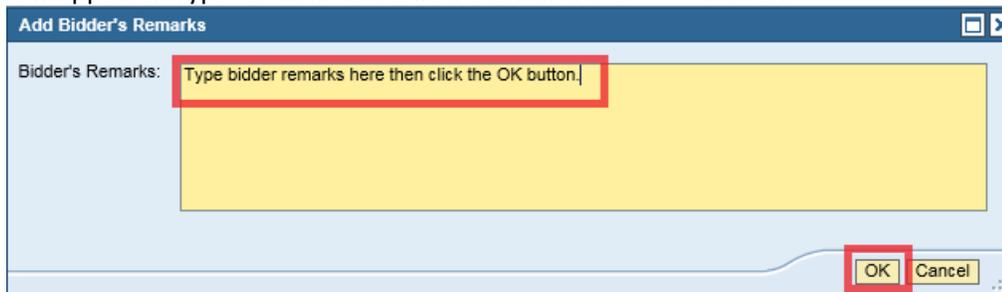 Add Bidder's Remarks
Bidder's Remarks: Type bidder remarks here then click the OK button.
OK Cancel